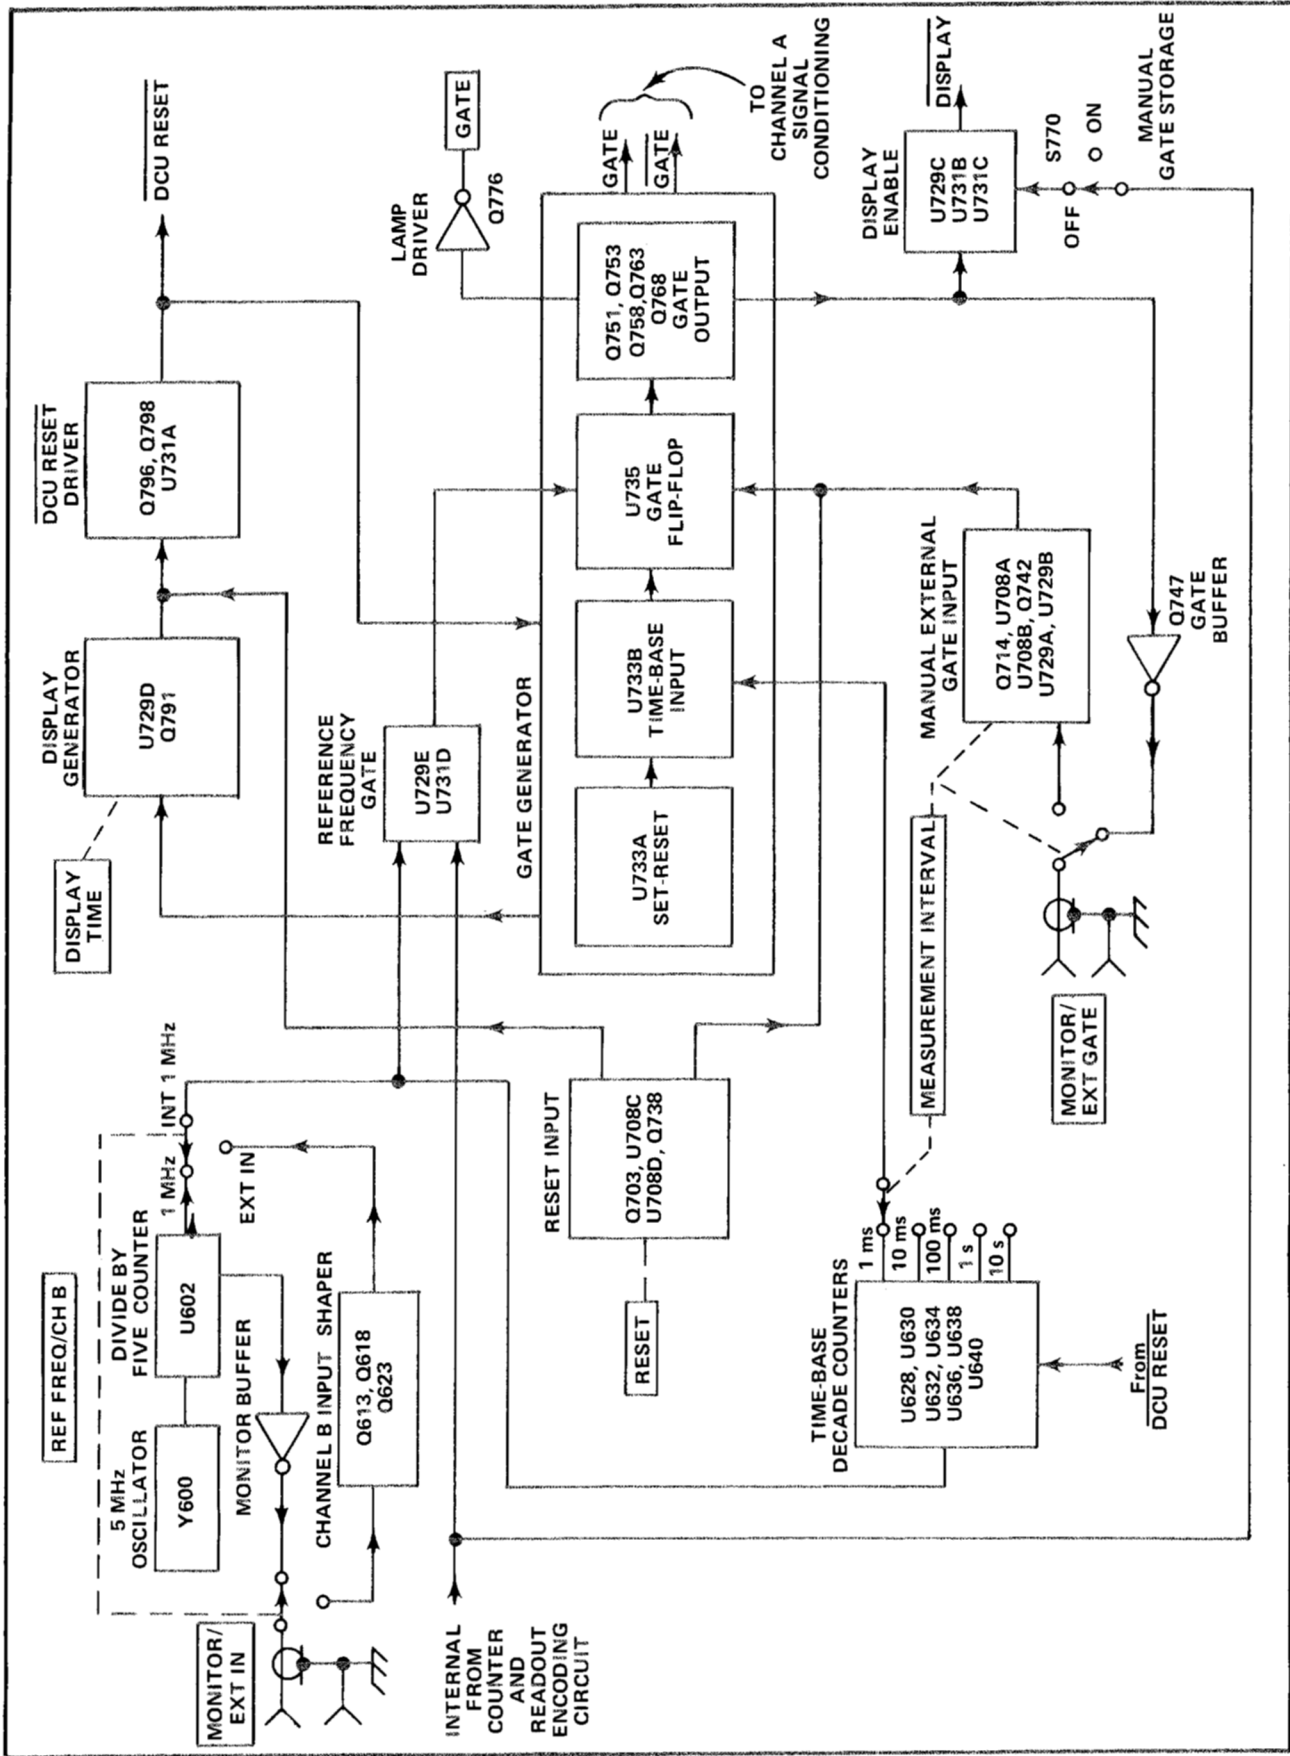 REF FREQ/CH B
5 MHz
OSCILLATOR
Y600
DIVIDE BY
FIVE COUNTER
U602
1 MHz
INT 1 MHz
EXT IN
MONITOR BUFFER
CHANNEL B INPUT SHAPER
Q613, Q618
Q623
MONITOR/
EXT IN
INTERNAL
FROM
COUNTER
AND
READOUT
ENCODING
CIRCUIT
DISPLAY
TIME
DISPLAY
GENERATOR
U729D
Q791
DCU RESET
DRIVER
Q796, Q798
U731A
DCU RESET
REFERENCE
FREQUENCY
GATE
U729E
U731D
LAMP
DRIVER
Q776
GATE
RESET INPUT
Q703, U708C
U708D, Q738
RESET
GATE GENERATOR
U733A
SET-RESET
U733B
TIME-BASE
INPUT
U735
GATE
FLIP-FLOP
Q751, Q753
Q758,Q763
Q768
GATE
OUTPUT
GATE
GATE
TO
CHANNEL A
SIGNAL
CONDITIONING
TIME-BASE
DECADE COUNTERS
U628, U630
U632, U634
U636, U638
U640
1 ms
10 ms
100 ms
1 s
10 s
From
DCU RESET
MEASUREMENT INTERVAL
MANUAL EXTERNAL
GATE INPUT
Q714, U708A
U708B, Q742
U729A, U729B
MONITOR/
EXT GATE
Q747
GATE
BUFFER
DISPLAY
ENABLE
U729C
U731B
U731C
DISPLAY
S770
OFF
ON
MANUAL
GATE STORAGE